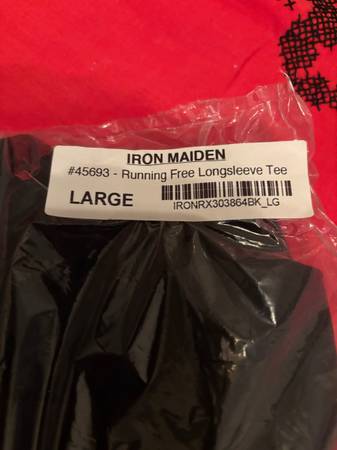 IRON MAIDEN
#45693 - Running Free Longsleeve Tee
LARGE
IRONRX303864BK_LG